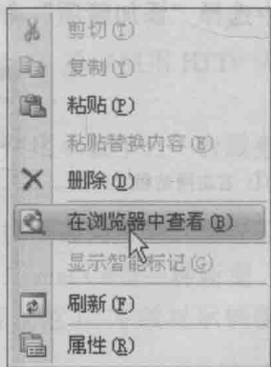 剪切(T)
复制(Y)
粘贴(P)
粘贴替换内容(E)
删除(D)
在浏览器中查看(B)
显示智能标记(G)
刷新(F)
属性(R)